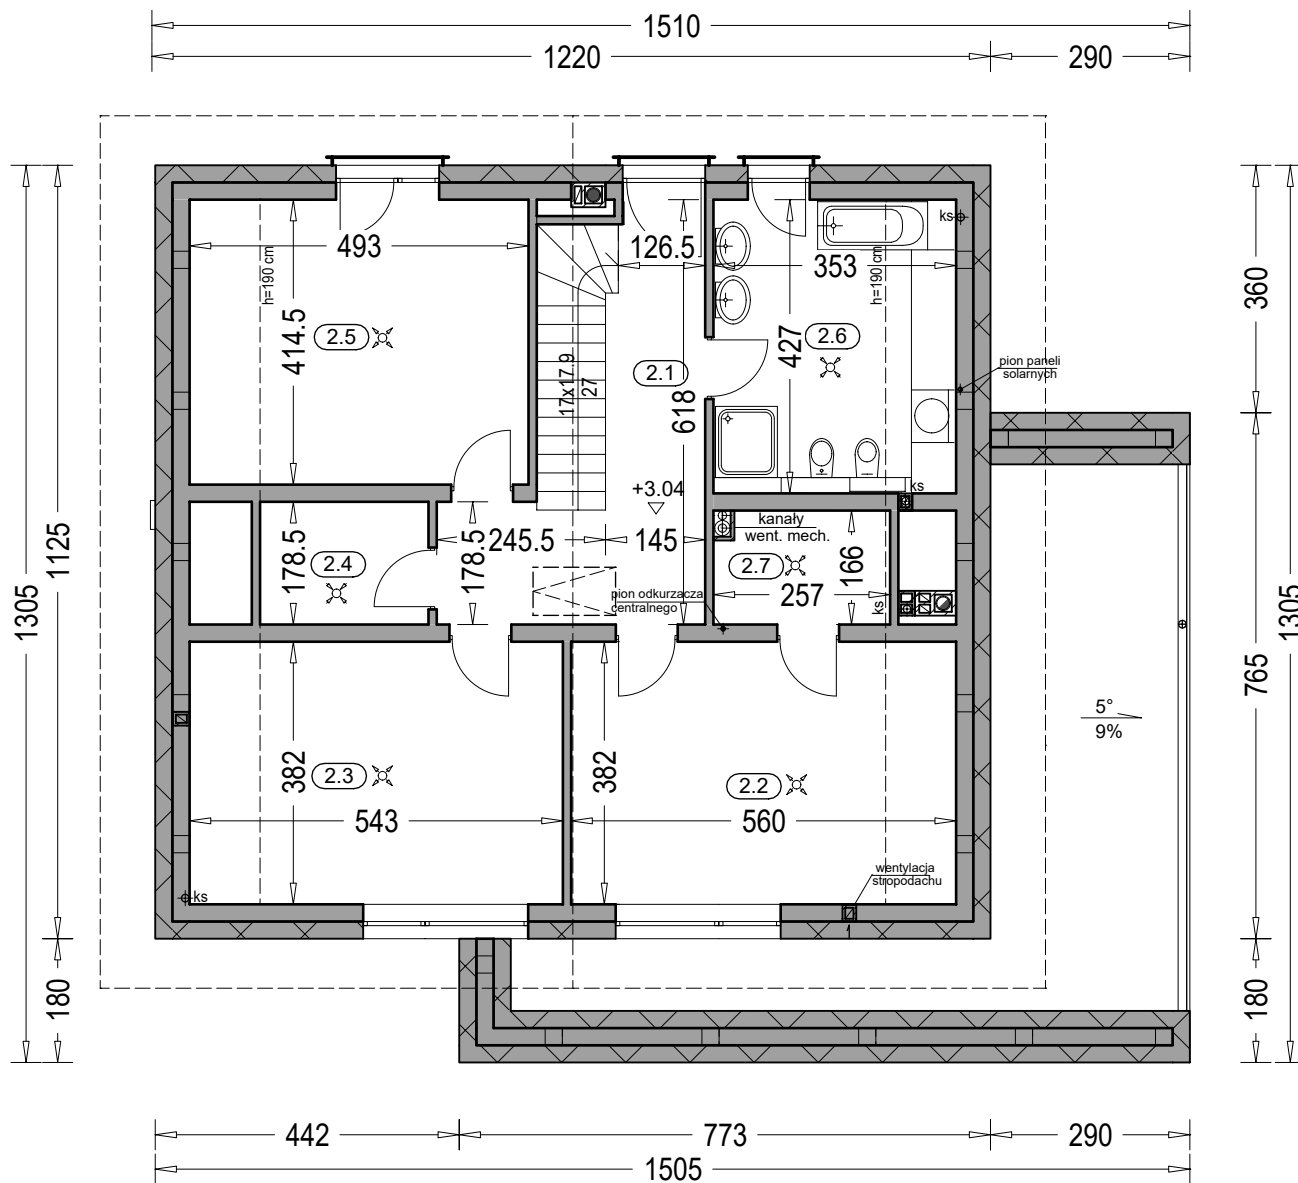 1510
1220
290
493
126.5
353
ks
h=190 cm
h=190 cm
414.5
2.5
427
2.6
360
17x17.9
27
2.1
618
pion paneli
solarnych
+3.04
ks
kanały
went. mech.
178.5
2.4
178.5
245.5
145
2.7
166
257
ks
pion odkurzacza
centralnego
1305
1125
765
1305
5°
9%
382
2.3
382
2.2
543
560
wentylacja
stropodachu
ks
180
180
442
773
290
1505